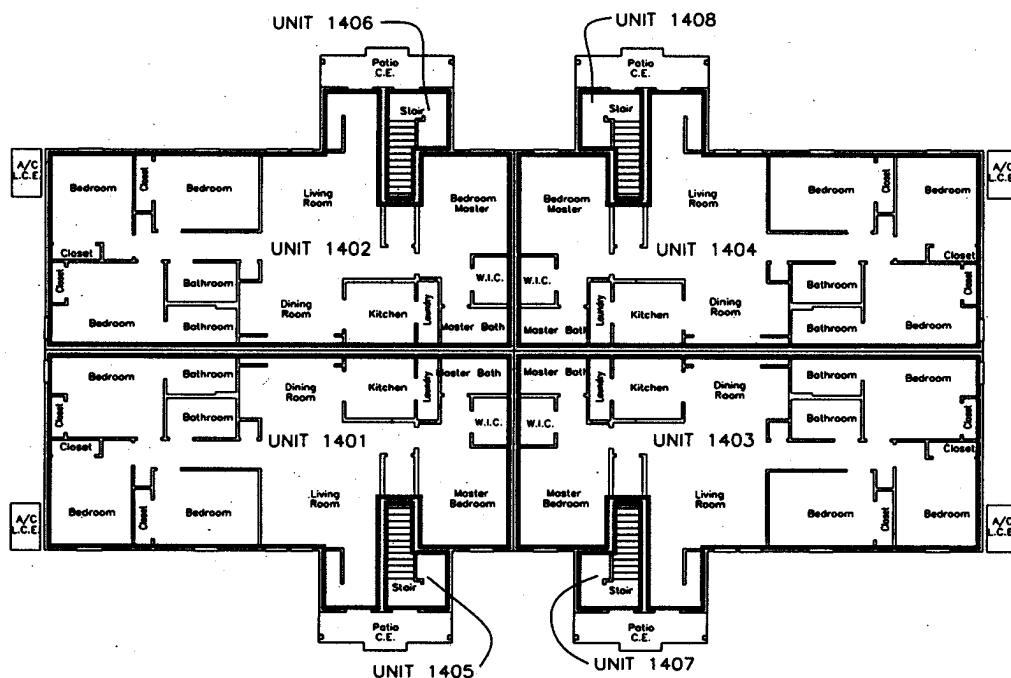 UNIT 1406
UNIT 1408
Patio
C.E.
Patio
C.E.
Stair
Stair
A/C
L.C.E.
Bedroom
Closet
Bedroom
Living
Room
Bedroom
Master
Bedroom
Master
Living
Room
Bedroom
Closet
Bedroom
A/C
L.C.E.
UNIT 1402
UNIT 1404
Closet
Closet
Closet
Bathroom
W.I.C.
W.I.C.
Bathroom
Closet
Bedroom
Bathroom
Dining
Room
Kitchen
Laundry
Master Bath
Master Bath
Laundry
Kitchen
Dining
Room
Bathroom
Bedroom
Bedroom
Bathroom
Dining
Room
Kitchen
Laundry
Master Bath
Master Bath
Laundry
Kitchen
Dining
Room
Bathroom
Bedroom
Closet
Bathroom
W.I.C.
W.I.C.
Bathroom
Closet
Closet
UNIT 1401
UNIT 1403
Closet
A/C
L.C.E.
Bedroom
Closet
Bedroom
Living
Room
Master
Bedroom
Master
Bedroom
Living
Room
Bedroom
Closet
Bedroom
A/C
L.C.E.
Stair
Stair
Patio
C.E.
Patio
C.E.
UNIT 1405
UNIT 1407